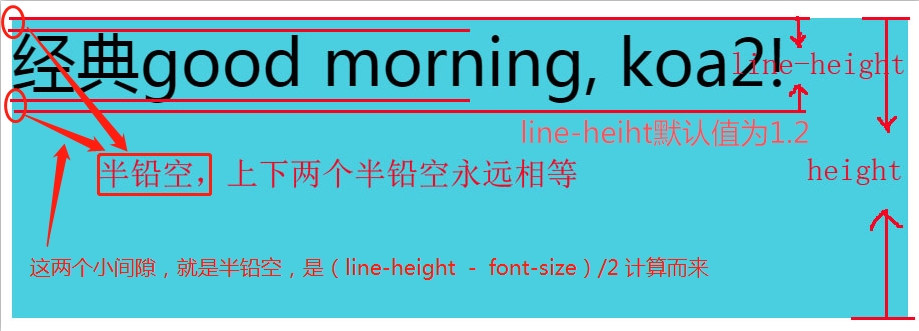 经典good morning, koa2!
line-height
line-heiht默认值为1.2
半铅空，上下两个半铅空永远相等
height
这两个小间隙，就是半铅空，是（line-height - font-size）/2 计算而来